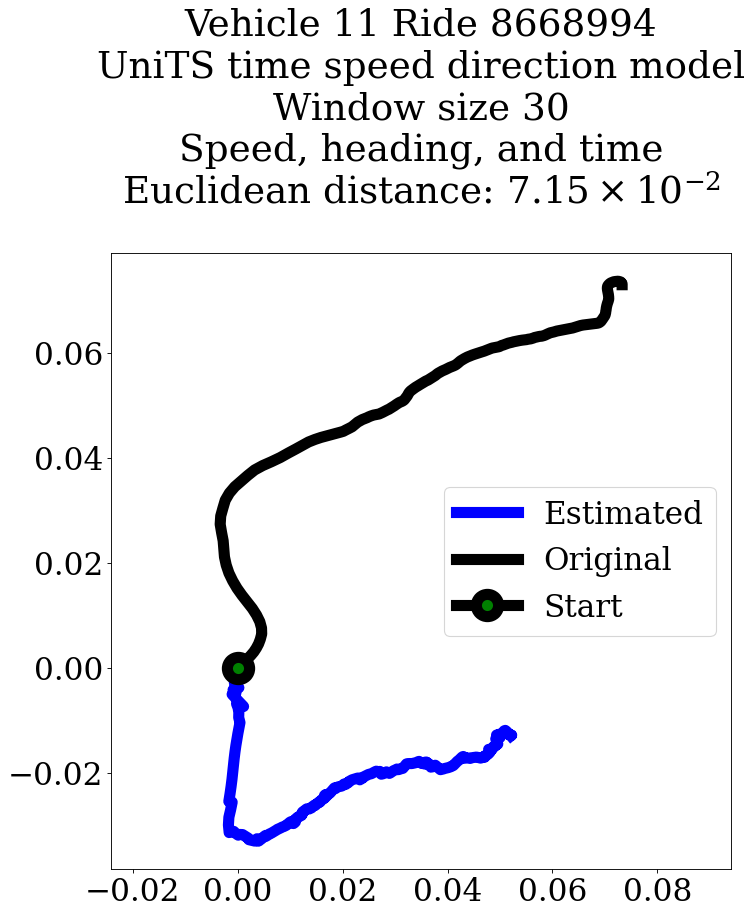 Vehicle 11 Ride 8668994
UniTS time speed direction model
Window size 30
Speed, heading, and time
Euclidean distance: 7.15 × 10⁻²
0.06
0.04
Estimated
0.02
Original
Start
0.00
−0.02
−0.02 0.00 0.02 0.04 0.06 0.08